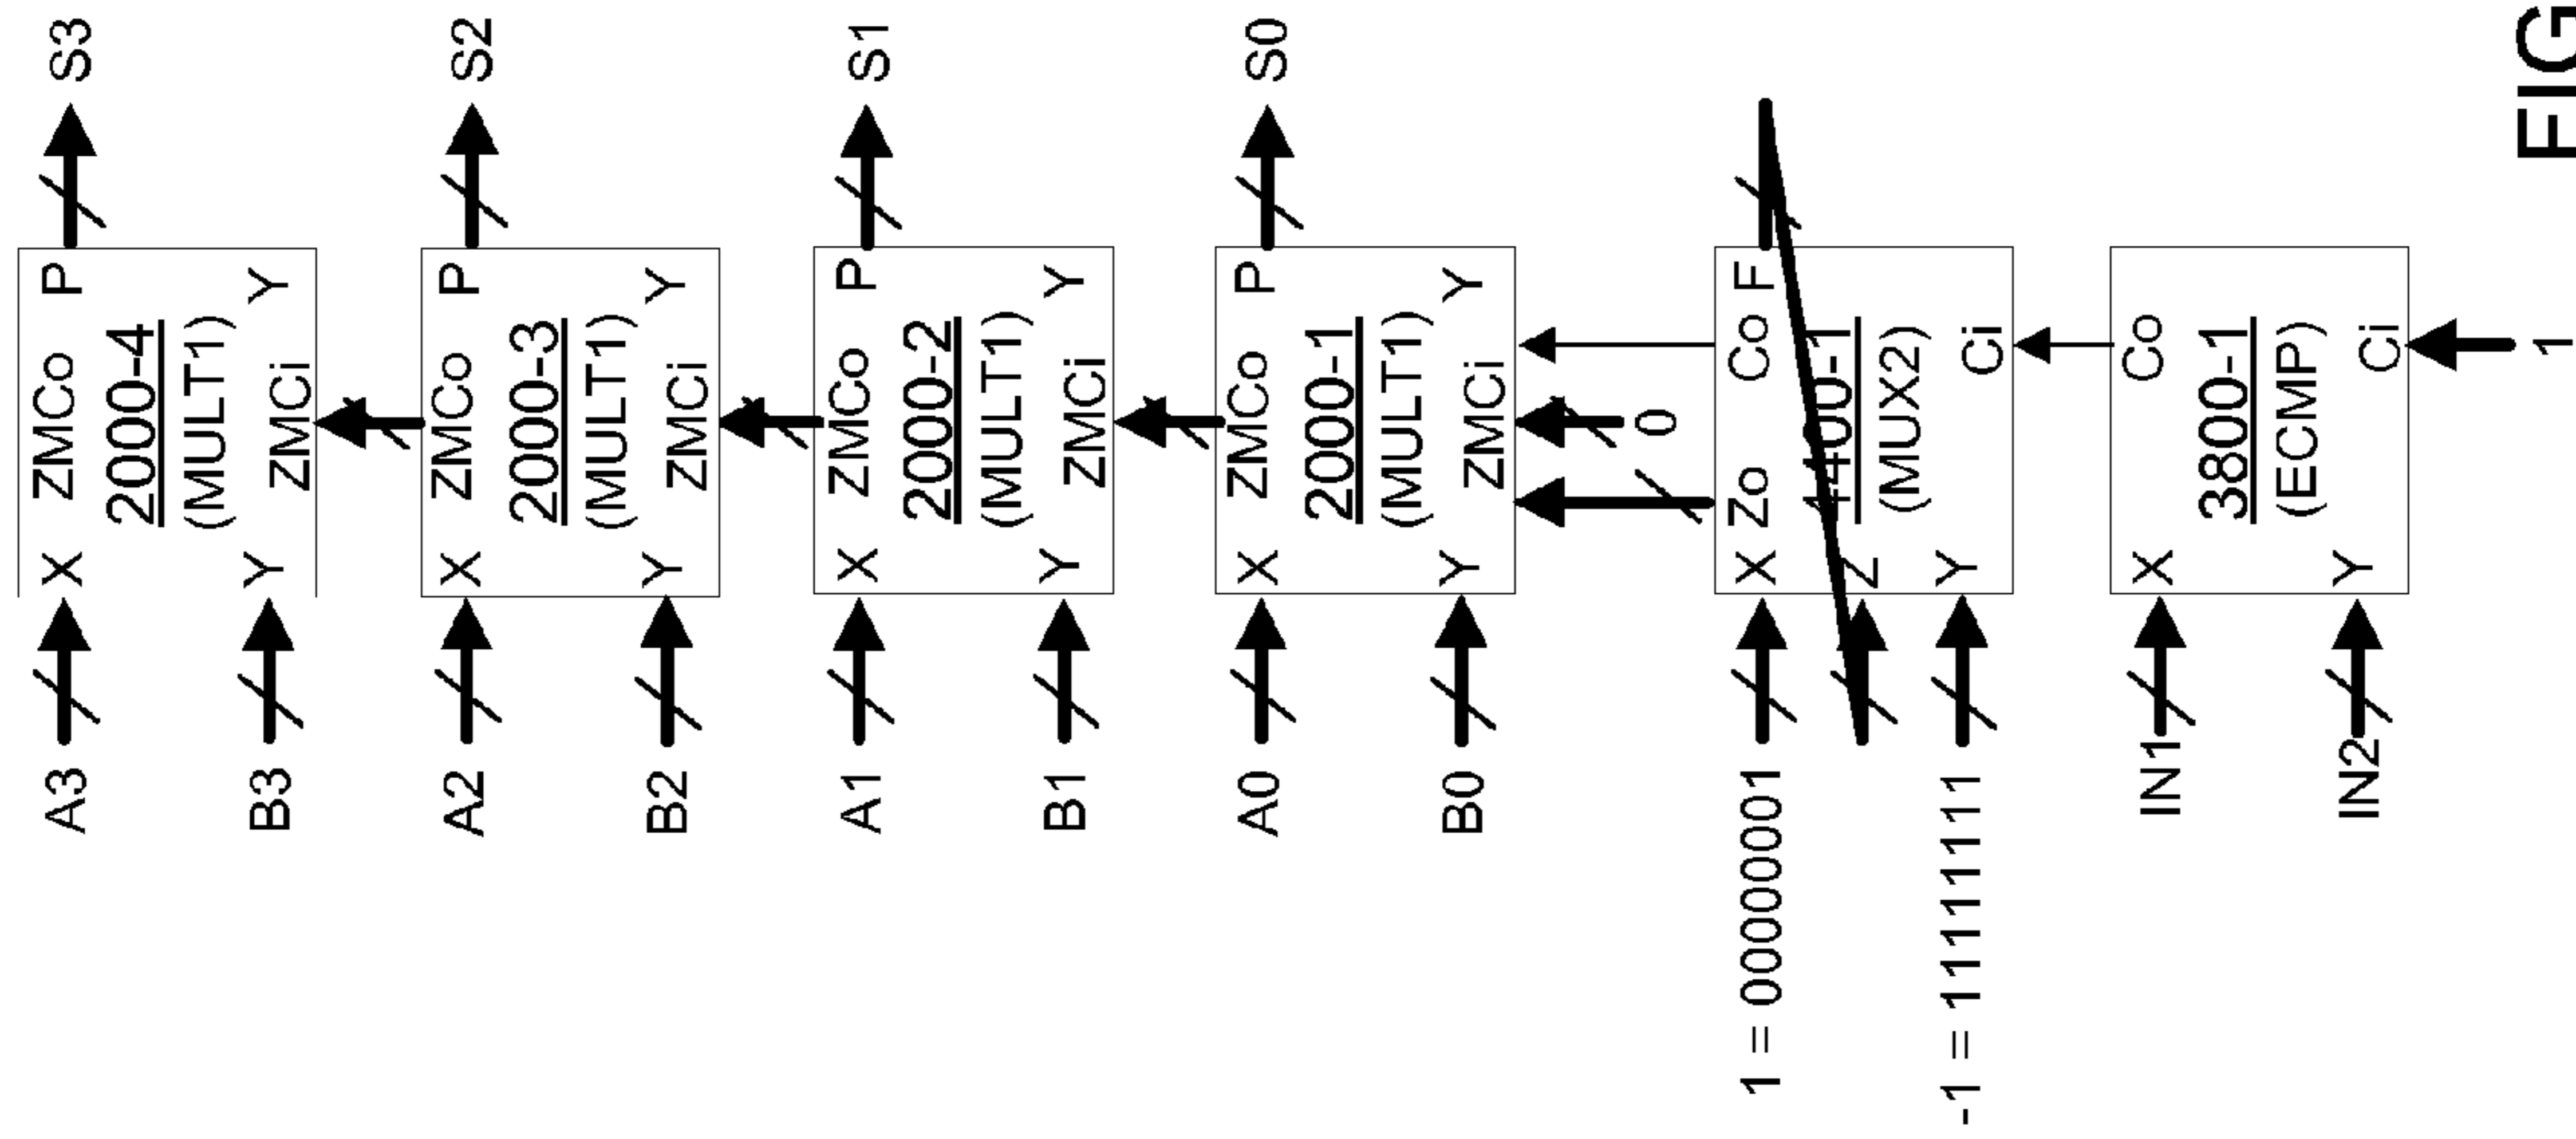 A3 X ZMCo P S3
2000-4
(MULT1)
B3 Y ZMCi Y
A2 X ZMCo P S2
2000-3
(MULT1)
B2 Y ZMCi Y
A1 X ZMCo P S1
2000-2
(MULT1)
B1 Y ZMCi Y
A0 X ZMCo P S0
2000-1
(MULT1)
B0 Y ZMCi Y
0
1 = 00000001 X Zo Co F
4400-1
Z (MUX2)
-1 = 11111111 Y Ci
IN1 X Co
3800-1
(ECMP)
IN2 Y Ci
1
FIG